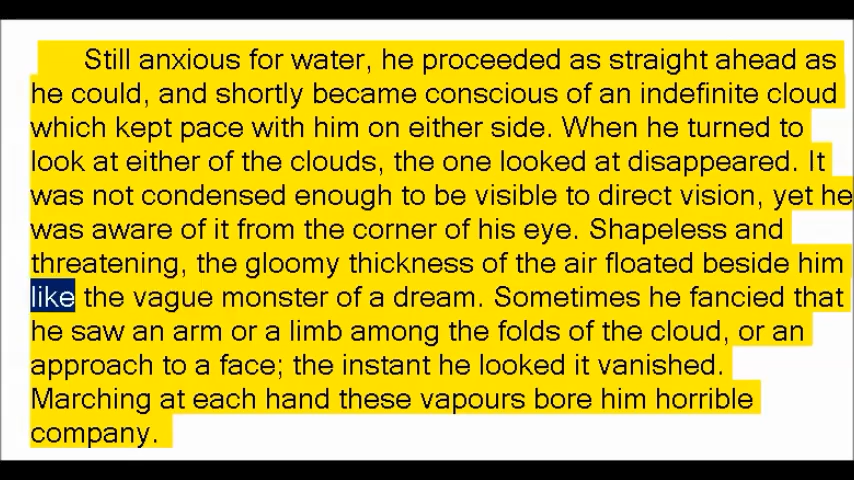 Still anxious for water, he proceeded as straight ahead as
he could, and shortly became conscious of an indefinite cloud
which kept pace with him on either side. When he turned to
look at either of the clouds, the one looked at disappeared. It
was not condensed enough to be visible to direct vision, yet he
was aware of it from the corner of his eye. Shapeless and
threatening, the gloomy thickness of the air floated beside him
like the vague monster of a dream. Sometimes he fancied that
he saw an arm or a limb among the folds of the cloud, or an
approach to a face; the instant he looked it vanished.
Marching at each hand these vapours bore him horrible
company.